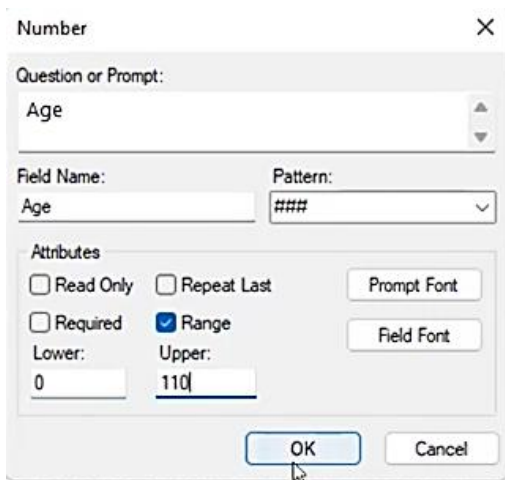 Number
Question or Prompt:
Age
Field Name: Pattern:
Age ###
Attributes
Read Only Repeat Last Prompt Font
Required Range Field Font
Lower: Upper:
0 110
OK Cancel